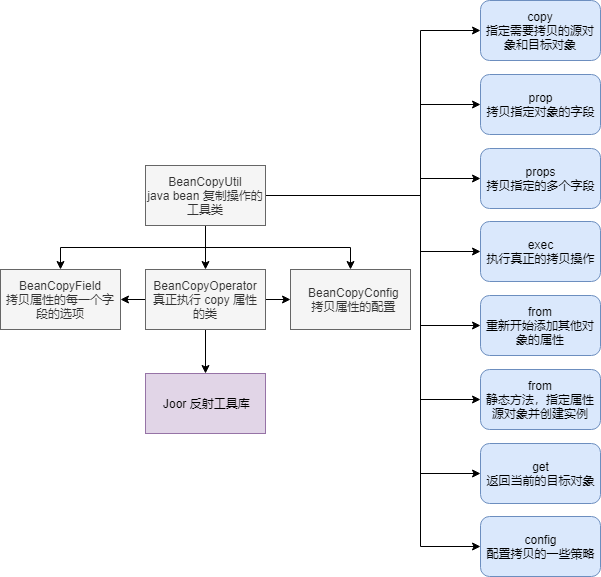 copy
指定需要拷贝的源对
象和目标对象
prop
拷贝指定对象的字段
props
拷贝指定的多个字段
BeanCopyUtil
java bean 复制操作的
工具类
exec
执行真正的拷贝操作
BeanCopyField
拷贝属性的每一个字
段的选项
BeanCopyOperator
真正执行 copy 属性
的类
BeanCopyConfig
拷贝属性的配置
from
重新开始添加其他对
象的属性
Joor 反射工具库
from
静态方法，指定属性
源对象并创建实例
get
返回当前的目标对象
config
配置拷贝的一些策略